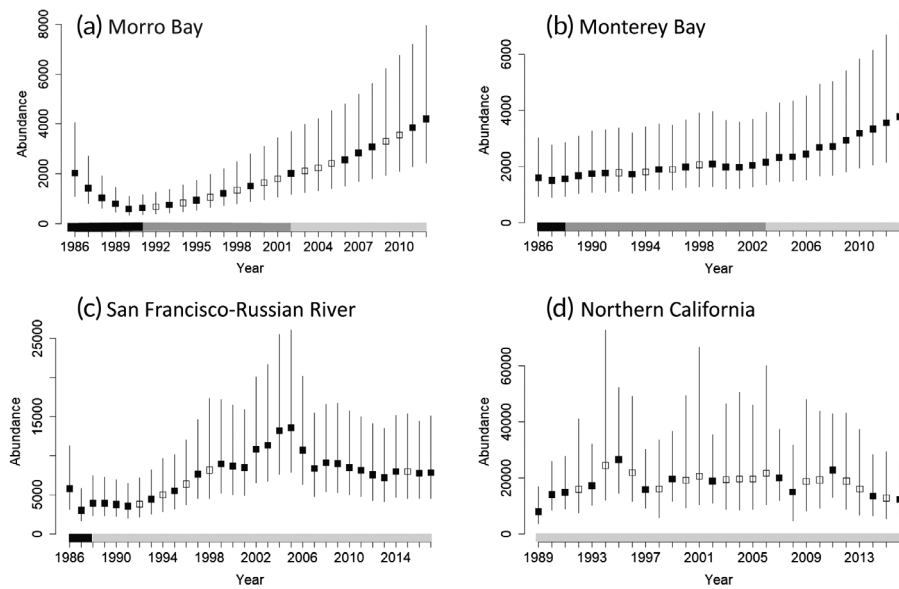 (a) Morro Bay
Abundance
8000
6000
4000
2000
0
1986 1989 1992 1995 1998 2001 2004 2007 2010
Year
(b) Monterey Bay
Abundance
6000
4000
2000
0
1986 1990 1994 1998 2002 2006 2010
Year
(c) San Francisco-Russian River
Abundance
25000
15000
5000
0
1986 1990 1994 1998 2002 2006 2010 2014
Year
(d) Northern California
Abundance
60000
40000
20000
0
1989 1993 1997 2001 2005 2009 2013
Year